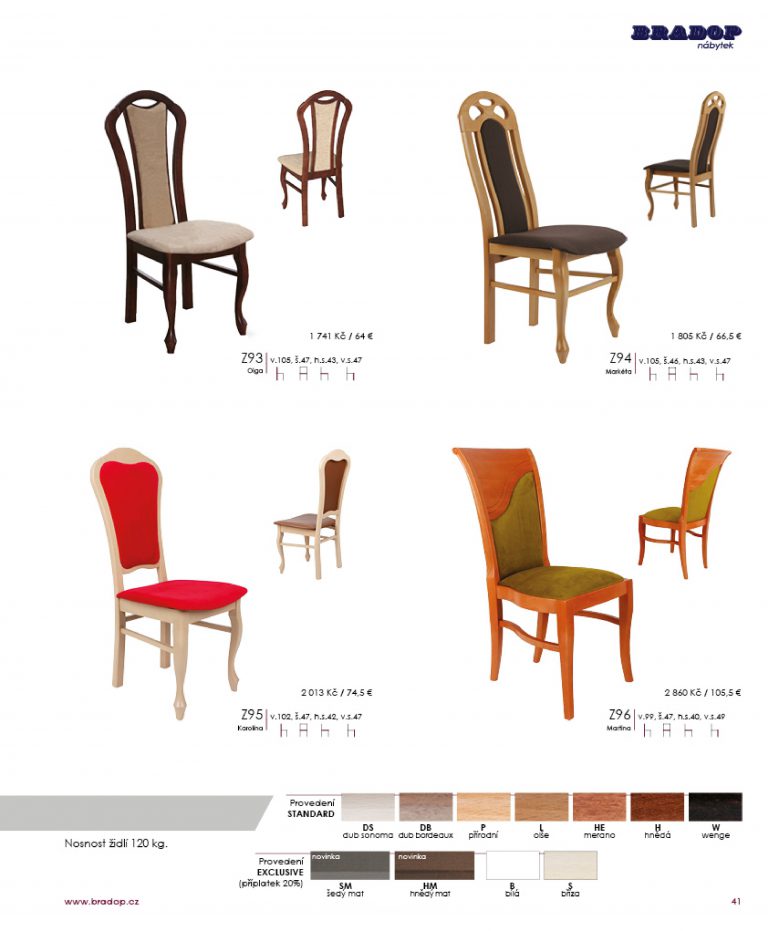 BRADOP
nábytek
1 741 Kč / 64 €
Z93 v.105, š.47, h.s.43, v.s.47
Olga
1 805 Kč / 66,5 €
Z94 v.105, š.46, h.s.43, v.s.47
Markéta
2 013 Kč / 74,5 €
Z95 v.102, š.47, h.s.42, v.s.47
Karolína
2 860 Kč / 105,5 €
Z96 v.99, š.47, h.s.40, v.s.49
Martina
Provedení
STANDARD
DS DB P L HE H W
dub sonoma dub bordeaux přírodní olše merano hnědá wenge
Nosnost židlí 120 kg.
Provedení
EXCLUSIVE
(příplatek 20%)
novinka novinka
SM HM B S
šedý mat hnědý mat bílá bříza
www.bradop.cz
41